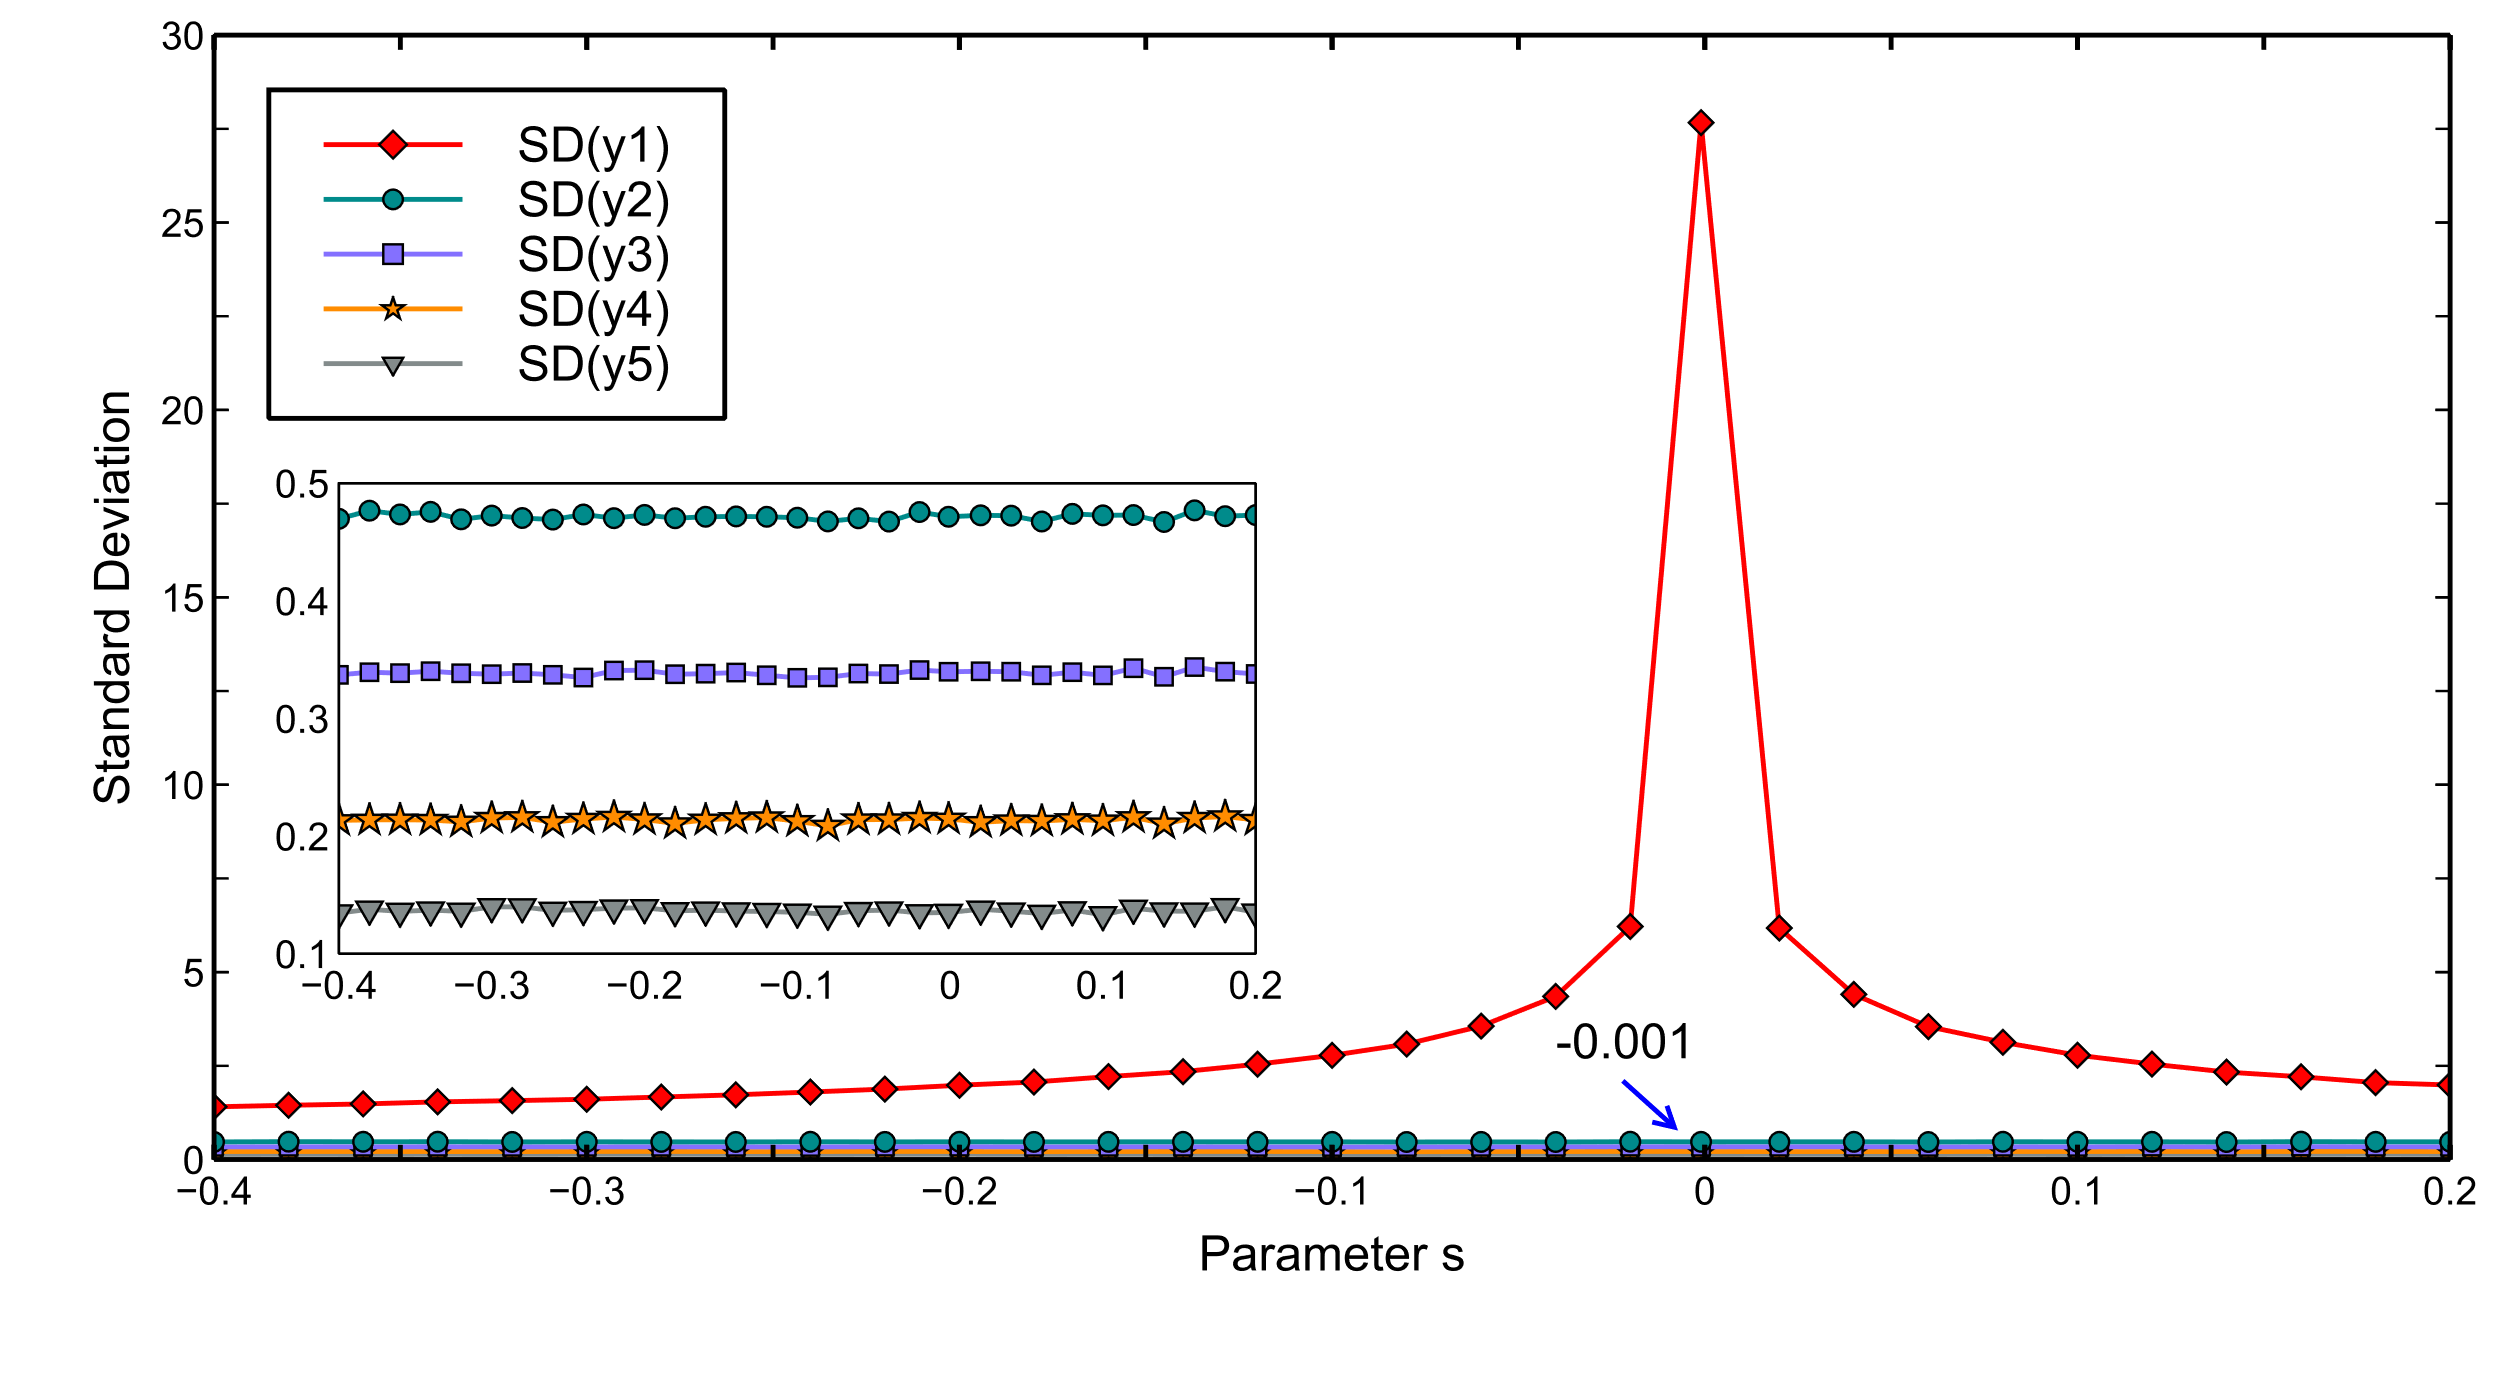 30
25
20
15
10
5
0
Standard Deviation
SD(y1)
SD(y2)
SD(y3)
SD(y4)
SD(y5)
0.5
0.4
0.3
0.2
0.1
−0.4 −0.3 −0.2 −0.1 0 0.1 0.2
-0.001
−0.4 −0.3 −0.2 −0.1 0 0.1 0.2
Parameter s